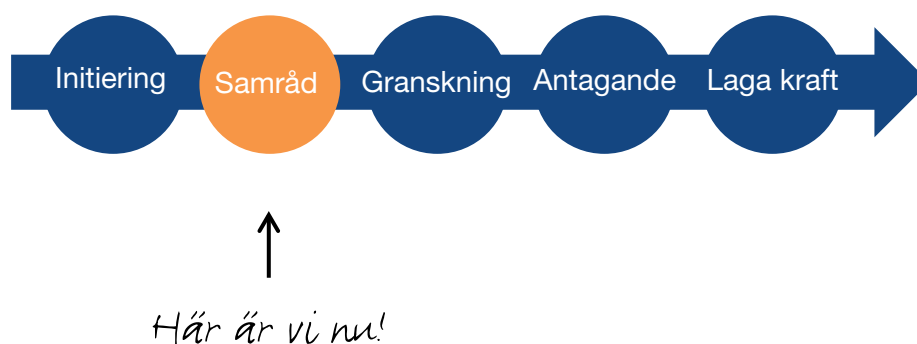 Initiering
Samråd
Granskning
Antagande
Laga kraft
Här är vi nu!